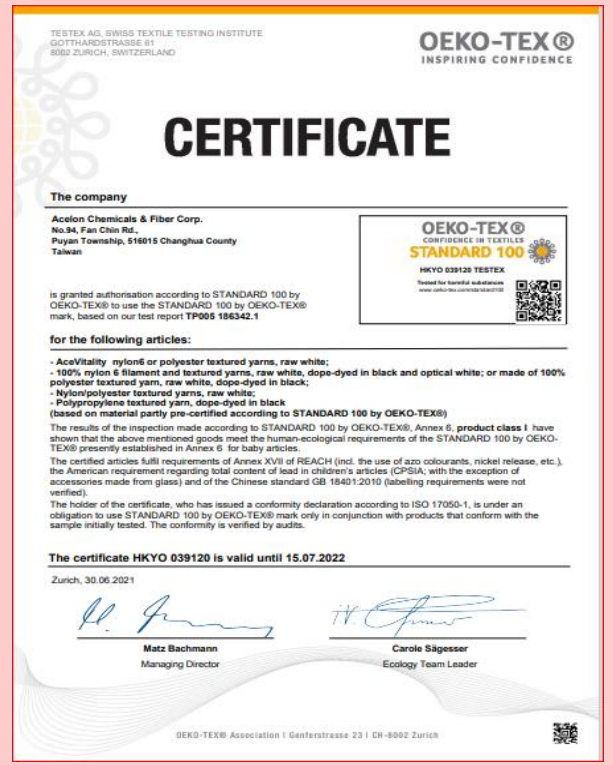 TESTEX AG, SWISS TEXTILE TESTING INSTITUTE
GOTTHARDSTRASSE 61
8002 ZURICH, SWITZERLAND
OEKO-TEX®
INSPIRING CONFIDENCE
CERTIFICATE
The company
Acelon Chemicals & Fiber Corp.
No.94, Fan Chin Rd.,
Puyan Township, 516015 Changhua County
Taiwan
OEKO-TEX®
CONFIDENCE IN TEXTILES
STANDARD 100
HKYO 039120 TESTEX
Tested for harmful substances
www.oeko-tex.com/standard100
is granted authorisation according to STANDARD 100 by
OEKO-TEX® to use the STANDARD 100 by OEKO-TEX®
mark, based on our test report TP005 186342.1
for the following articles:
- AceVitality nylon6 or polyester textured yarns, raw white;
- 100% nylon 6 filament and textured yarns, raw white, dope-dyed in black and optical white; or made of 100%
polyester textured yarn, raw white, dope-dyed in black;
- Nylon/polyester textured yarns, raw white;
- Polypropylene textured yarn, dope-dyed in black
(based on material partly pre-certified according to STANDARD 100 by OEKO-TEX®)
The results of the inspection made according to STANDARD 100 by OEKO-TEX®, Annex 6, product class I have
shown that the above mentioned goods meet the human-ecological requirements of the STANDARD 100 by OEKO-
TEX® presently established in Annex 6 for baby articles.
The certified articles fulfil requirements of Annex XVII of REACH (incl. the use of azo colourants, nickel release, etc.),
the American requirement regarding total content of lead in children's articles (CPSIA; with the exception of
accessories made from glass) and of the Chinese standard GB 18401:2010 (labelling requirements were not
verified).
The holder of the certificate, who has issued a conformity declaration according to ISO 17050-1, is under an
obligation to use STANDARD 100 by OEKO-TEX® mark only in conjunction with products that conform with the
sample initially tested. The conformity is verified by audits.
The certificate HKYO 039120 is valid until 15.07.2022
Zurich, 30.06.2021
Matz Bachmann
Managing Director
Carole Sägesser
Ecology Team Leader
OEKO-TEX® Association | Genferstrasse 23 | CH-8002 Zurich